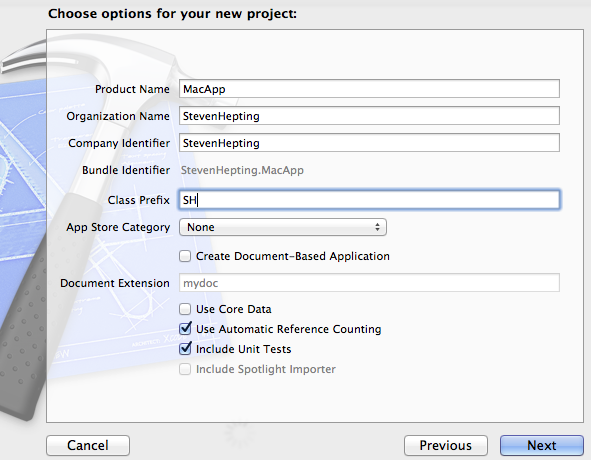 Choose options for your new project:
Product Name MacApp
Organization Name StevenHepting
Company Identifier StevenHepting
Bundle Identifier StevenHepting.MacApp
Class Prefix SH
App Store Category None
Create Document-Based Application
Document Extension mydoc
Use Core Data
Use Automatic Reference Counting
Include Unit Tests
Include Spotlight Importer
Cancel Previous Next